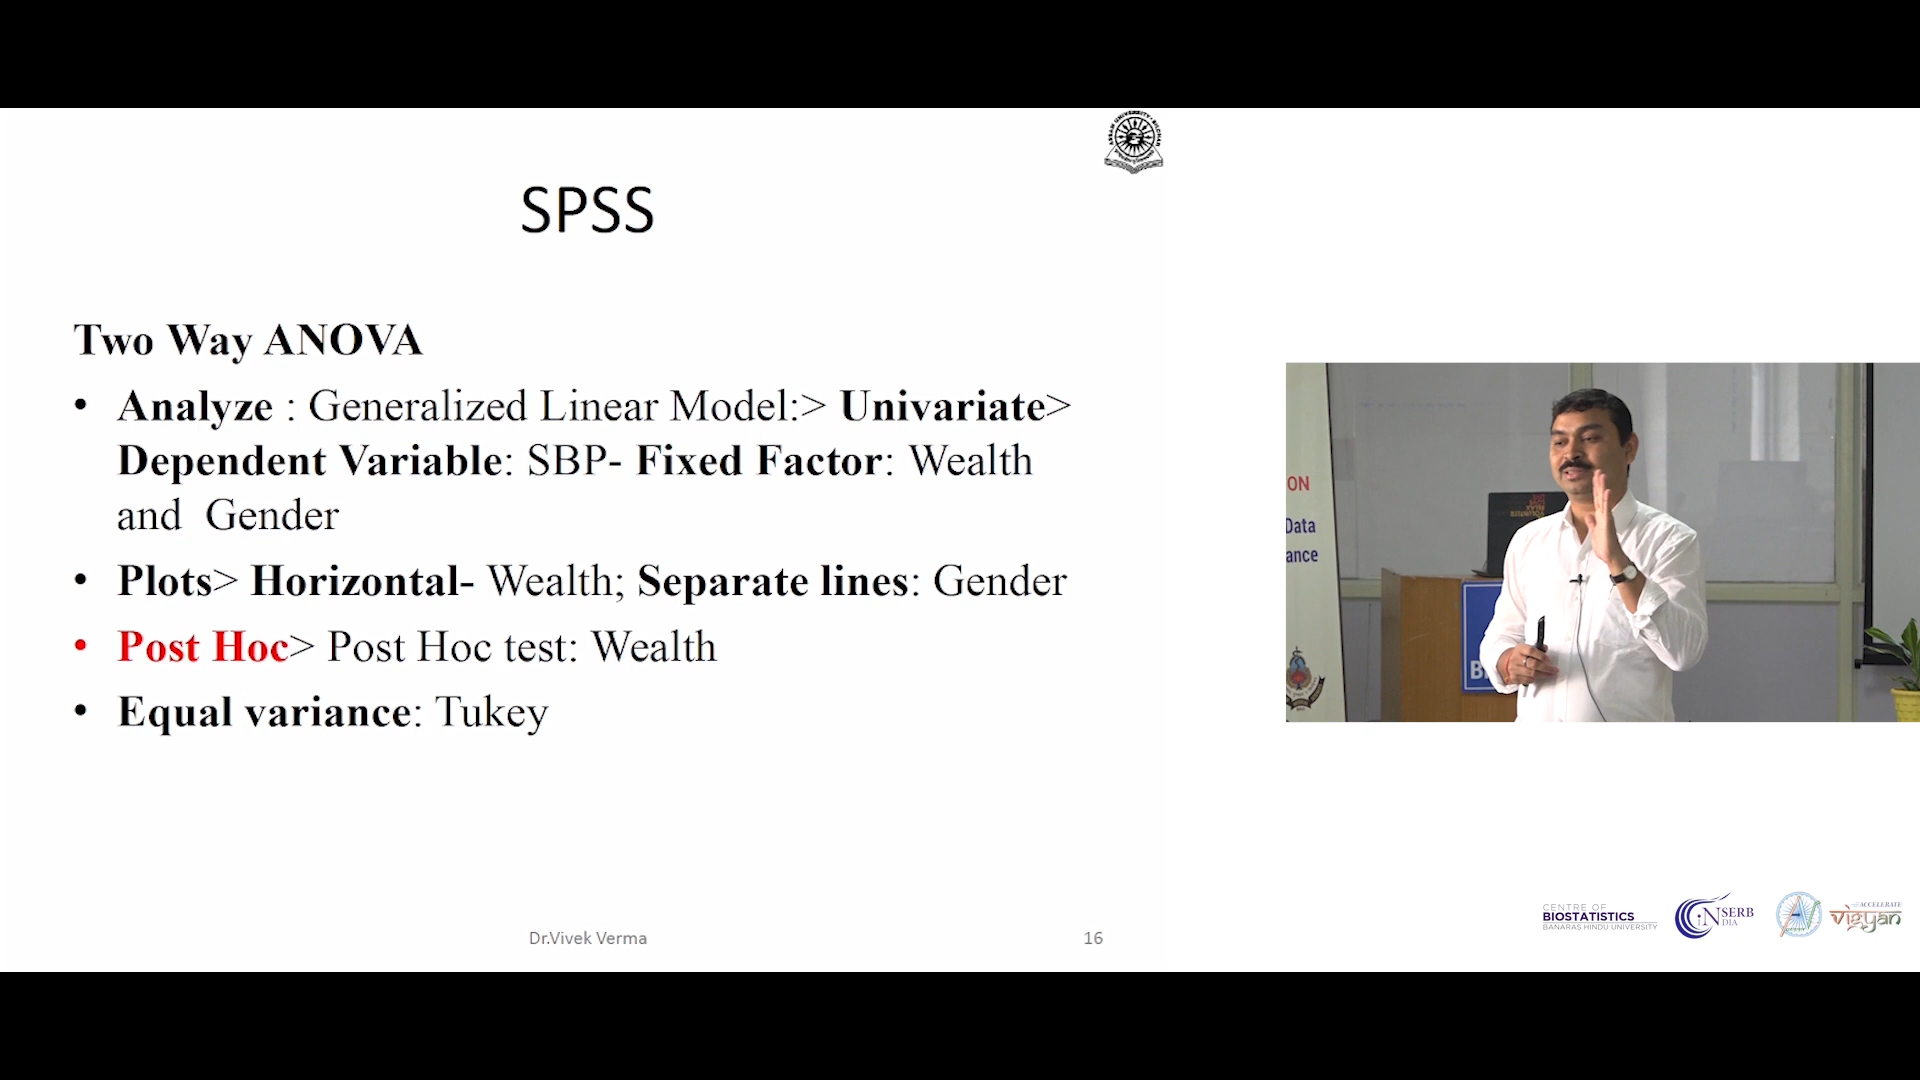 SPSS
Two Way ANOVA
• Analyze : Generalized Linear Model:> Univariate>
Dependent Variable: SBP- Fixed Factor: Wealth
and Gender
• Plots> Horizontal- Wealth; Separate lines: Gender
• Post Hoc> Post Hoc test: Wealth
• Equal variance: Tukey
Dr.Vivek Verma
16
ON
Data
ance
CENTRE OF
BIOSTATISTICS
BANARAS HINDU UNIVERSITY
SERB
ACCELERATE